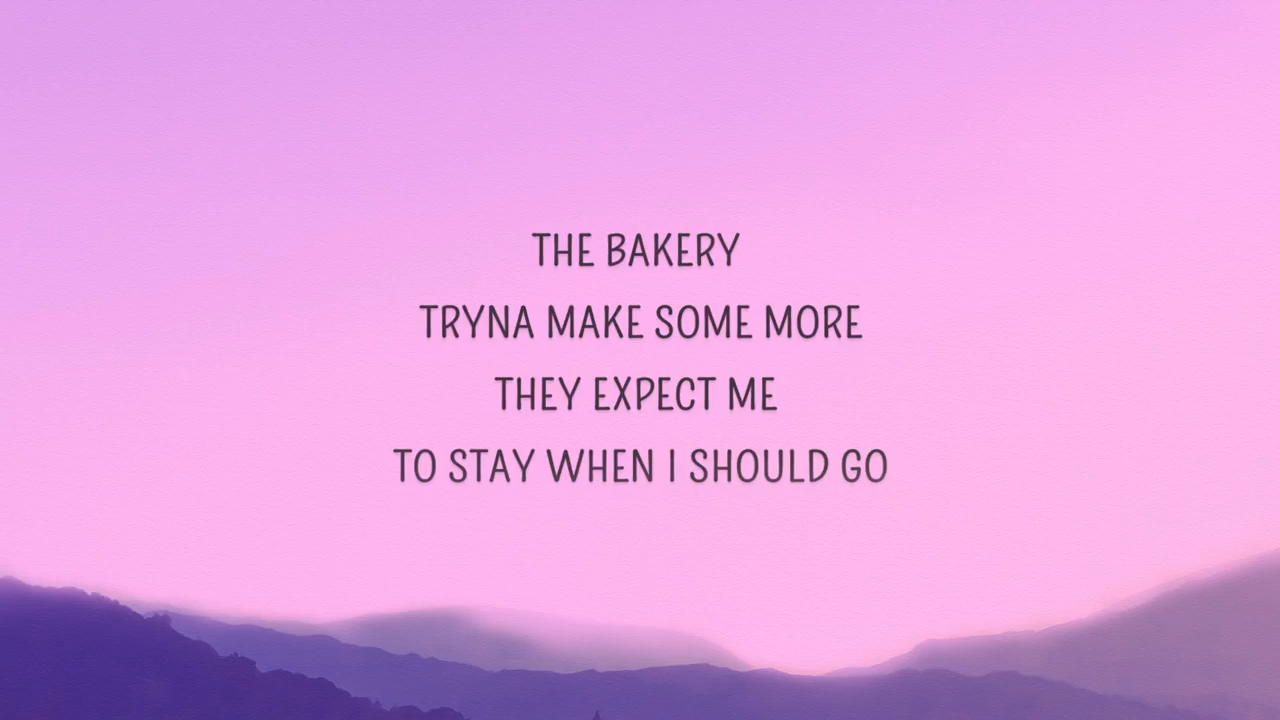 THE BAKERY
TRYNA MAKE SOME MORE
THEY EXPECT ME
TO STAY WHEN I SHOULD GO